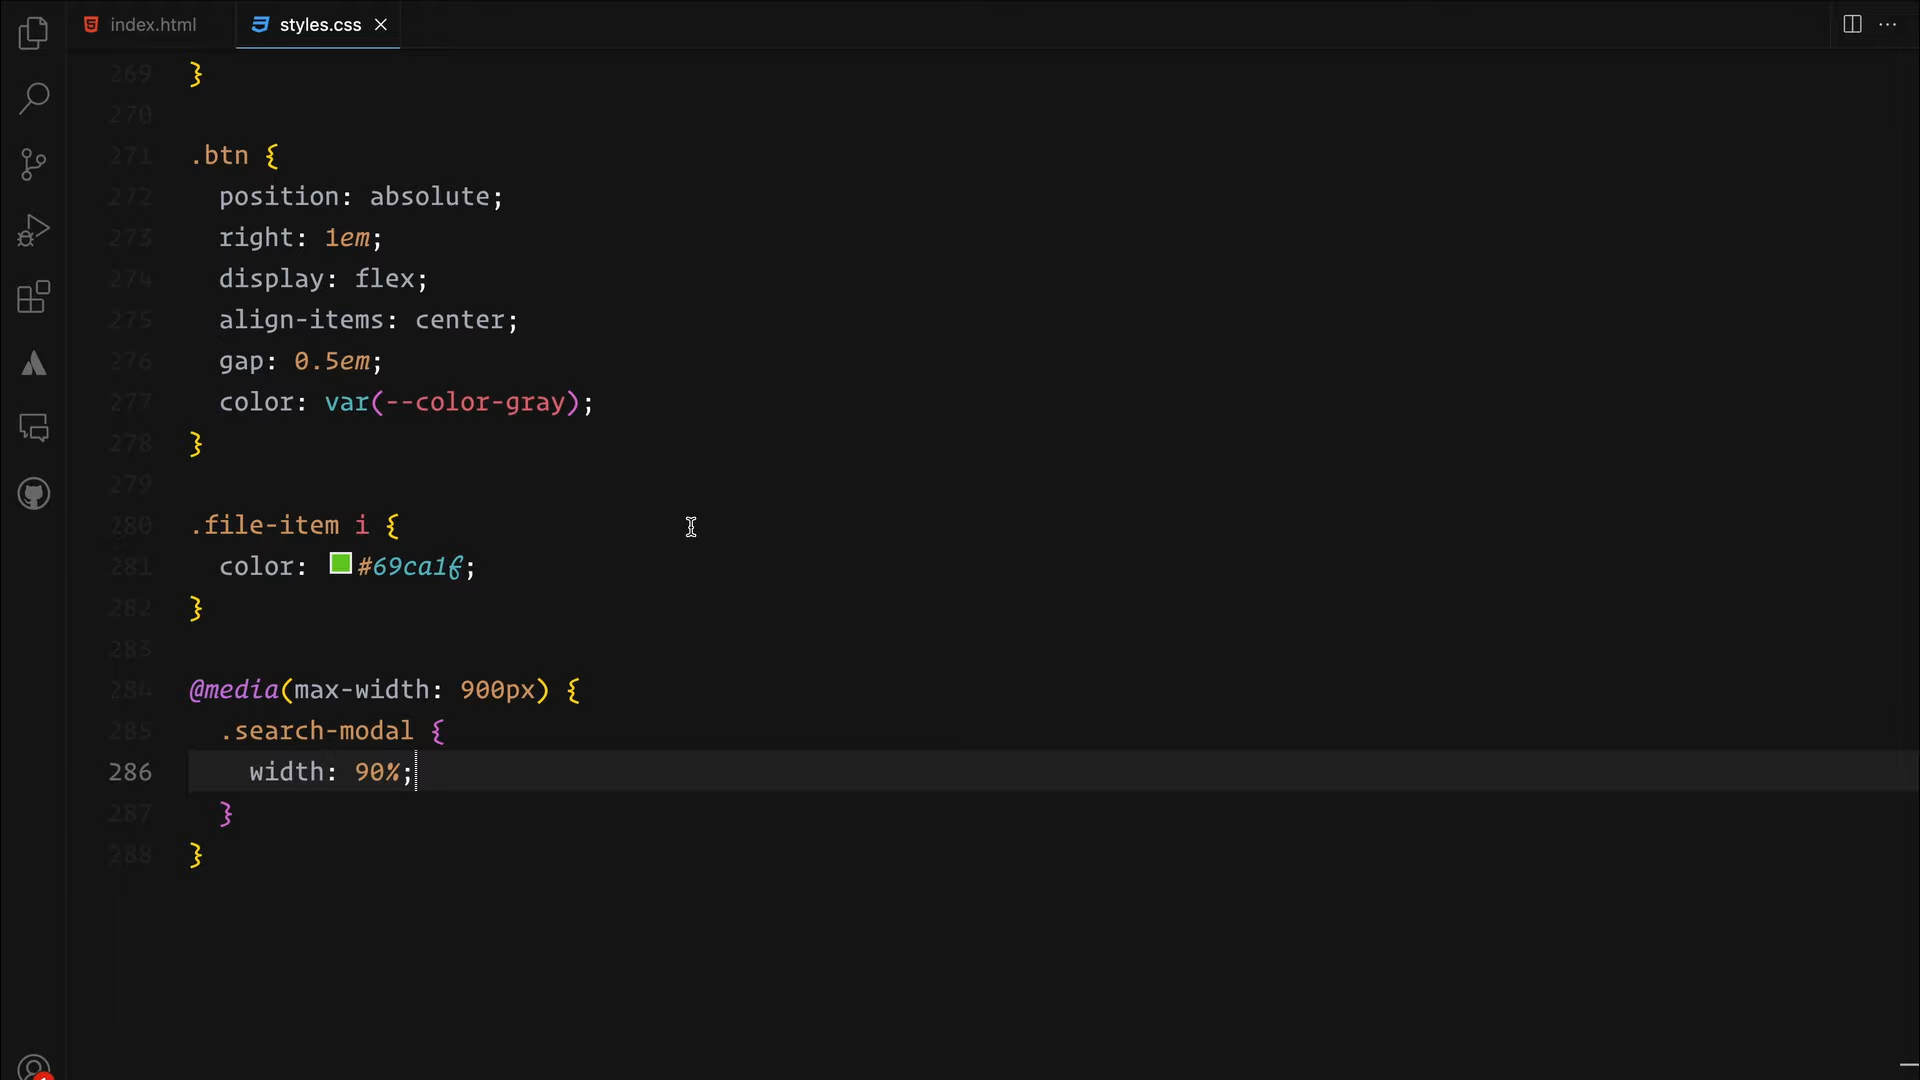 index.html
styles.css
269 }
270
271 .btn {
272 position: absolute;
273 right: 1em;
274 display: flex;
275 align-items: center;
276 gap: 0.5em;
277 color: var(--color-gray);
278 }
279
280 .file-item i {
281 color: #69ca1f;
282 }
283
284 @media(max-width: 900px) {
285 .search-modal {
286 width: 90%;
287 }
288 }